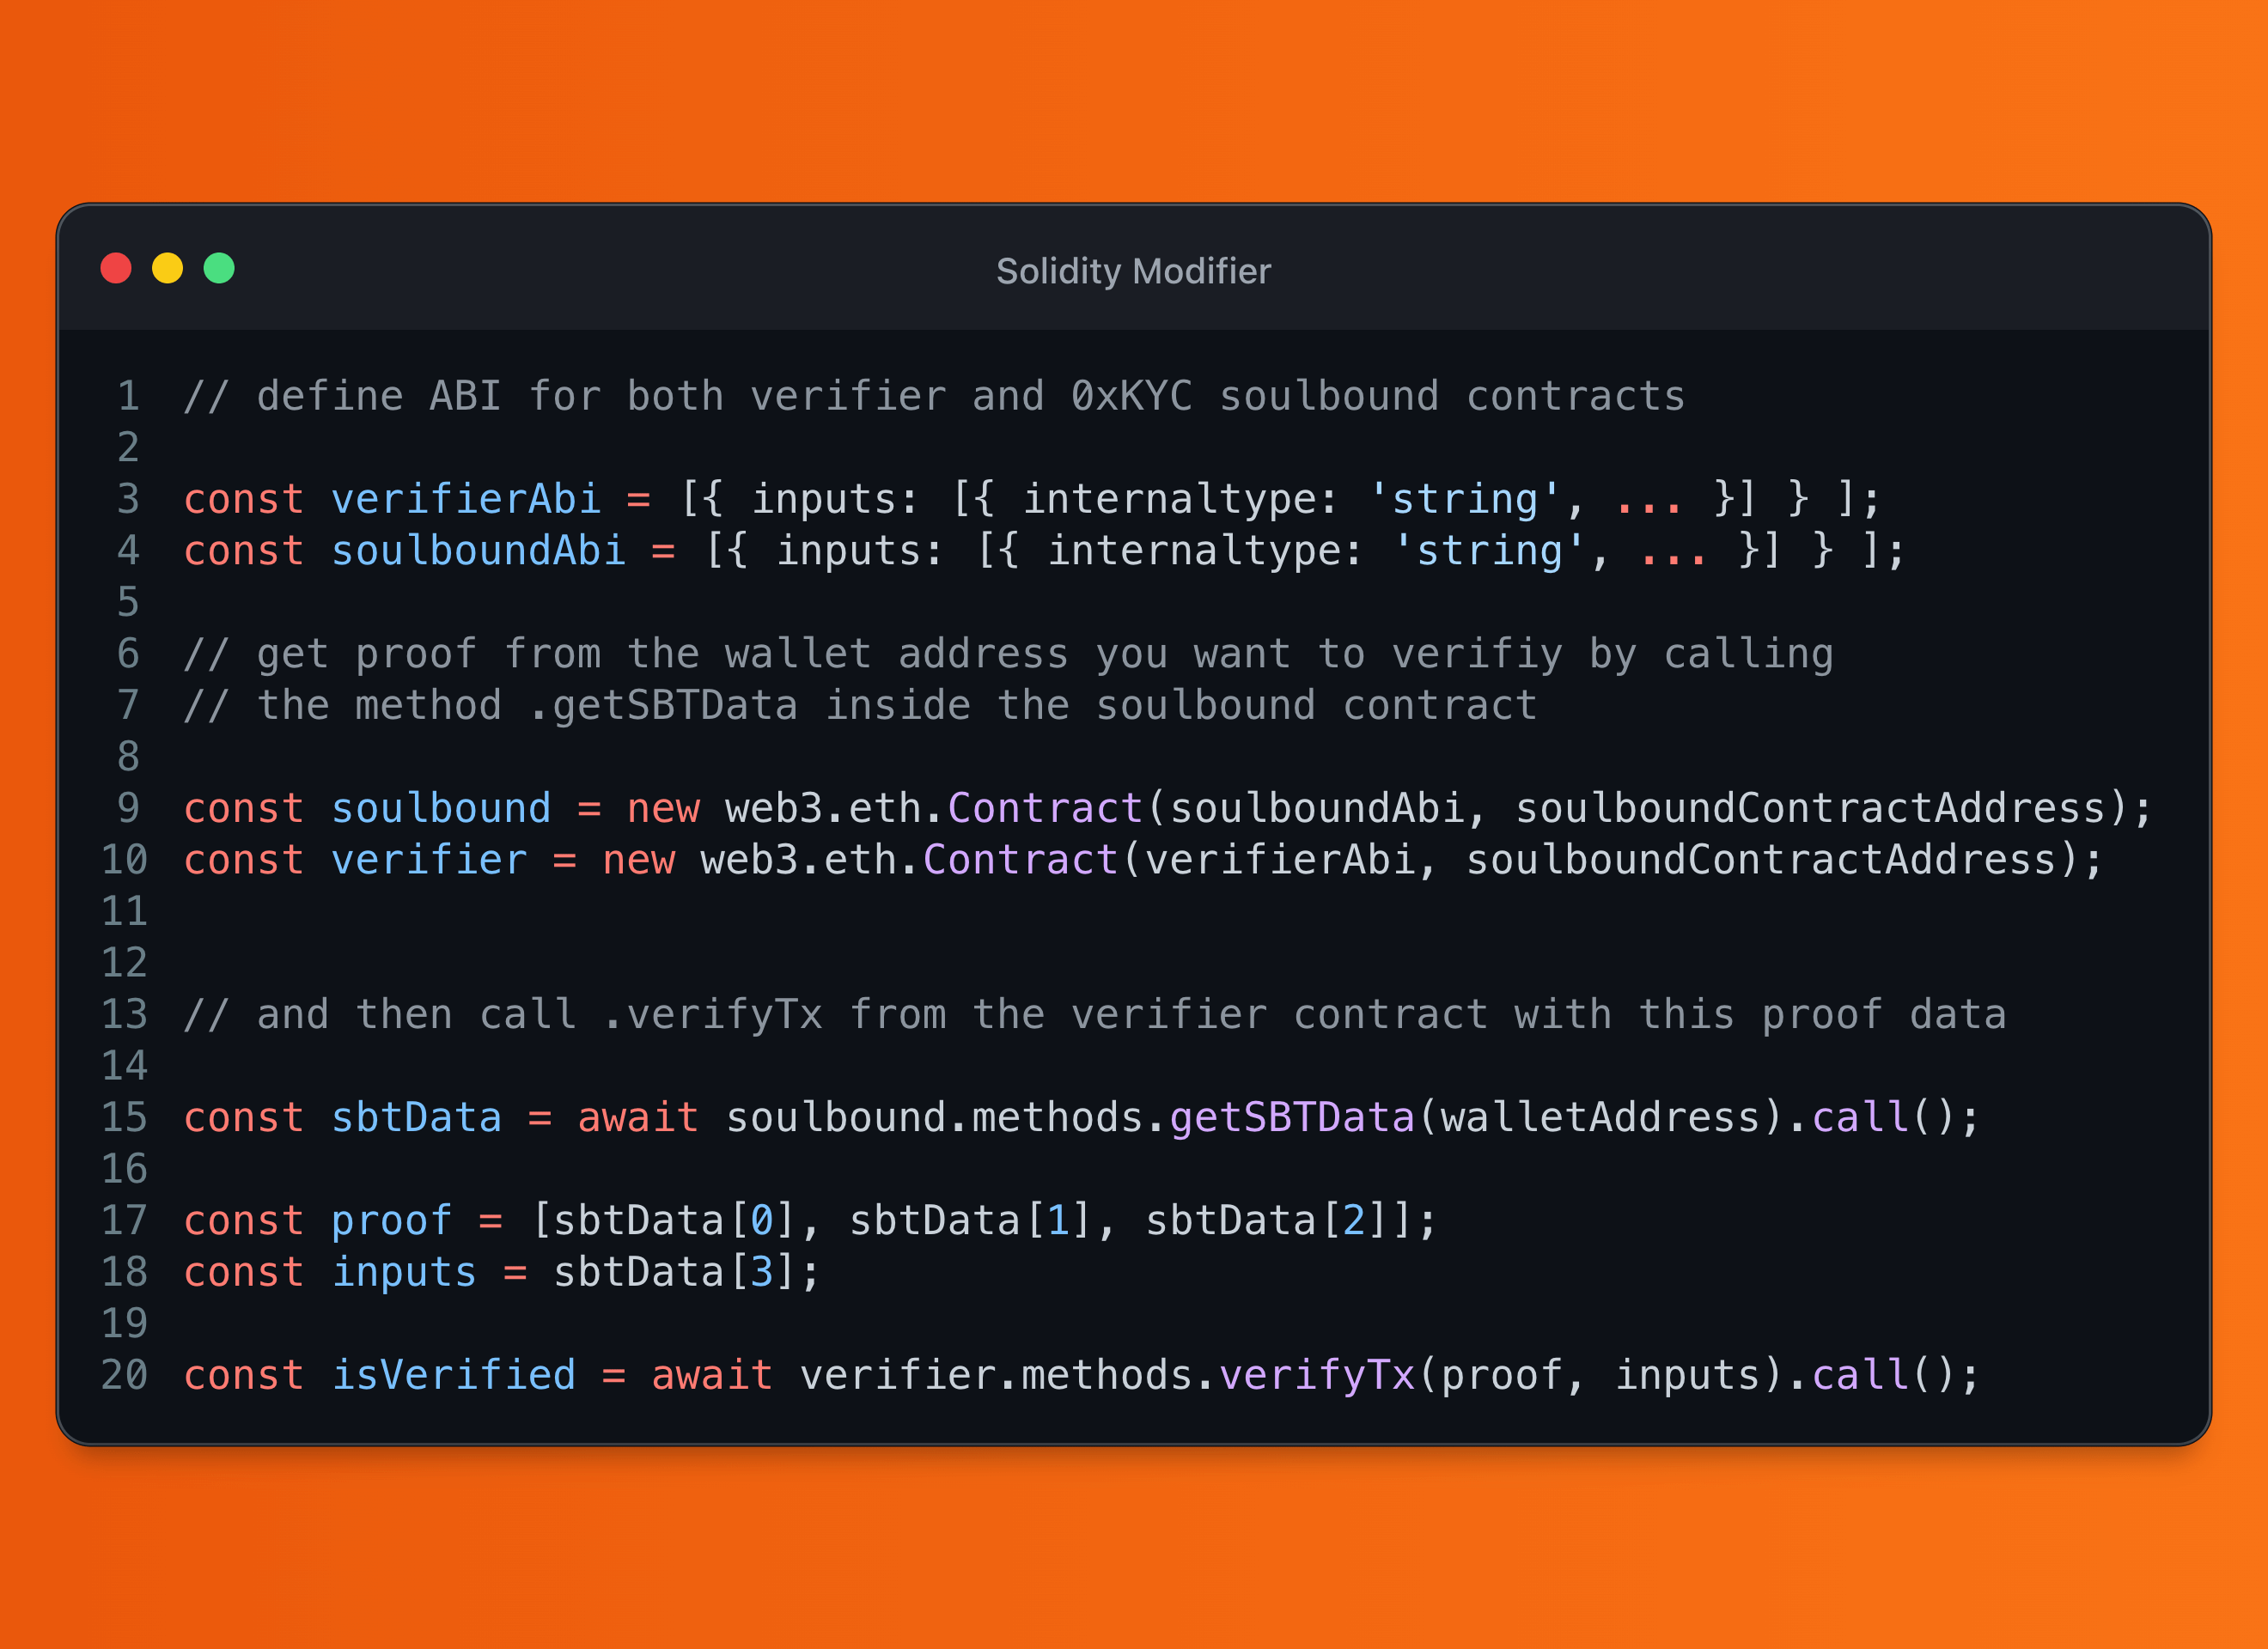 Solidity Modifier
1 // define ABI for both verifier and 0xKYC soulbound contracts
2
3 const verifierAbi = [{ inputs: [{ internaltype: 'string', ... }] } ];
4 const soulboundAbi = [{ inputs: [{ internaltype: 'string', ... }] } ];
5
6 // get proof from the wallet address you want to verifiy by calling
7 // the method .getSBTData inside the soulbound contract
8
9 const soulbound = new web3.eth.Contract(soulboundAbi, soulboundContractAddress);
10 const verifier = new web3.eth.Contract(verifierAbi, soulboundContractAddress);
11
12
13 // and then call .verifyTx from the verifier contract with this proof data
14
15 const sbtData = await soulbound.methods.getSBTData(walletAddress).call();
16
17 const proof = [sbtData[0], sbtData[1], sbtData[2]];
18 const inputs = sbtData[3];
19
20 const isVerified = await verifier.methods.verifyTx(proof, inputs).call();